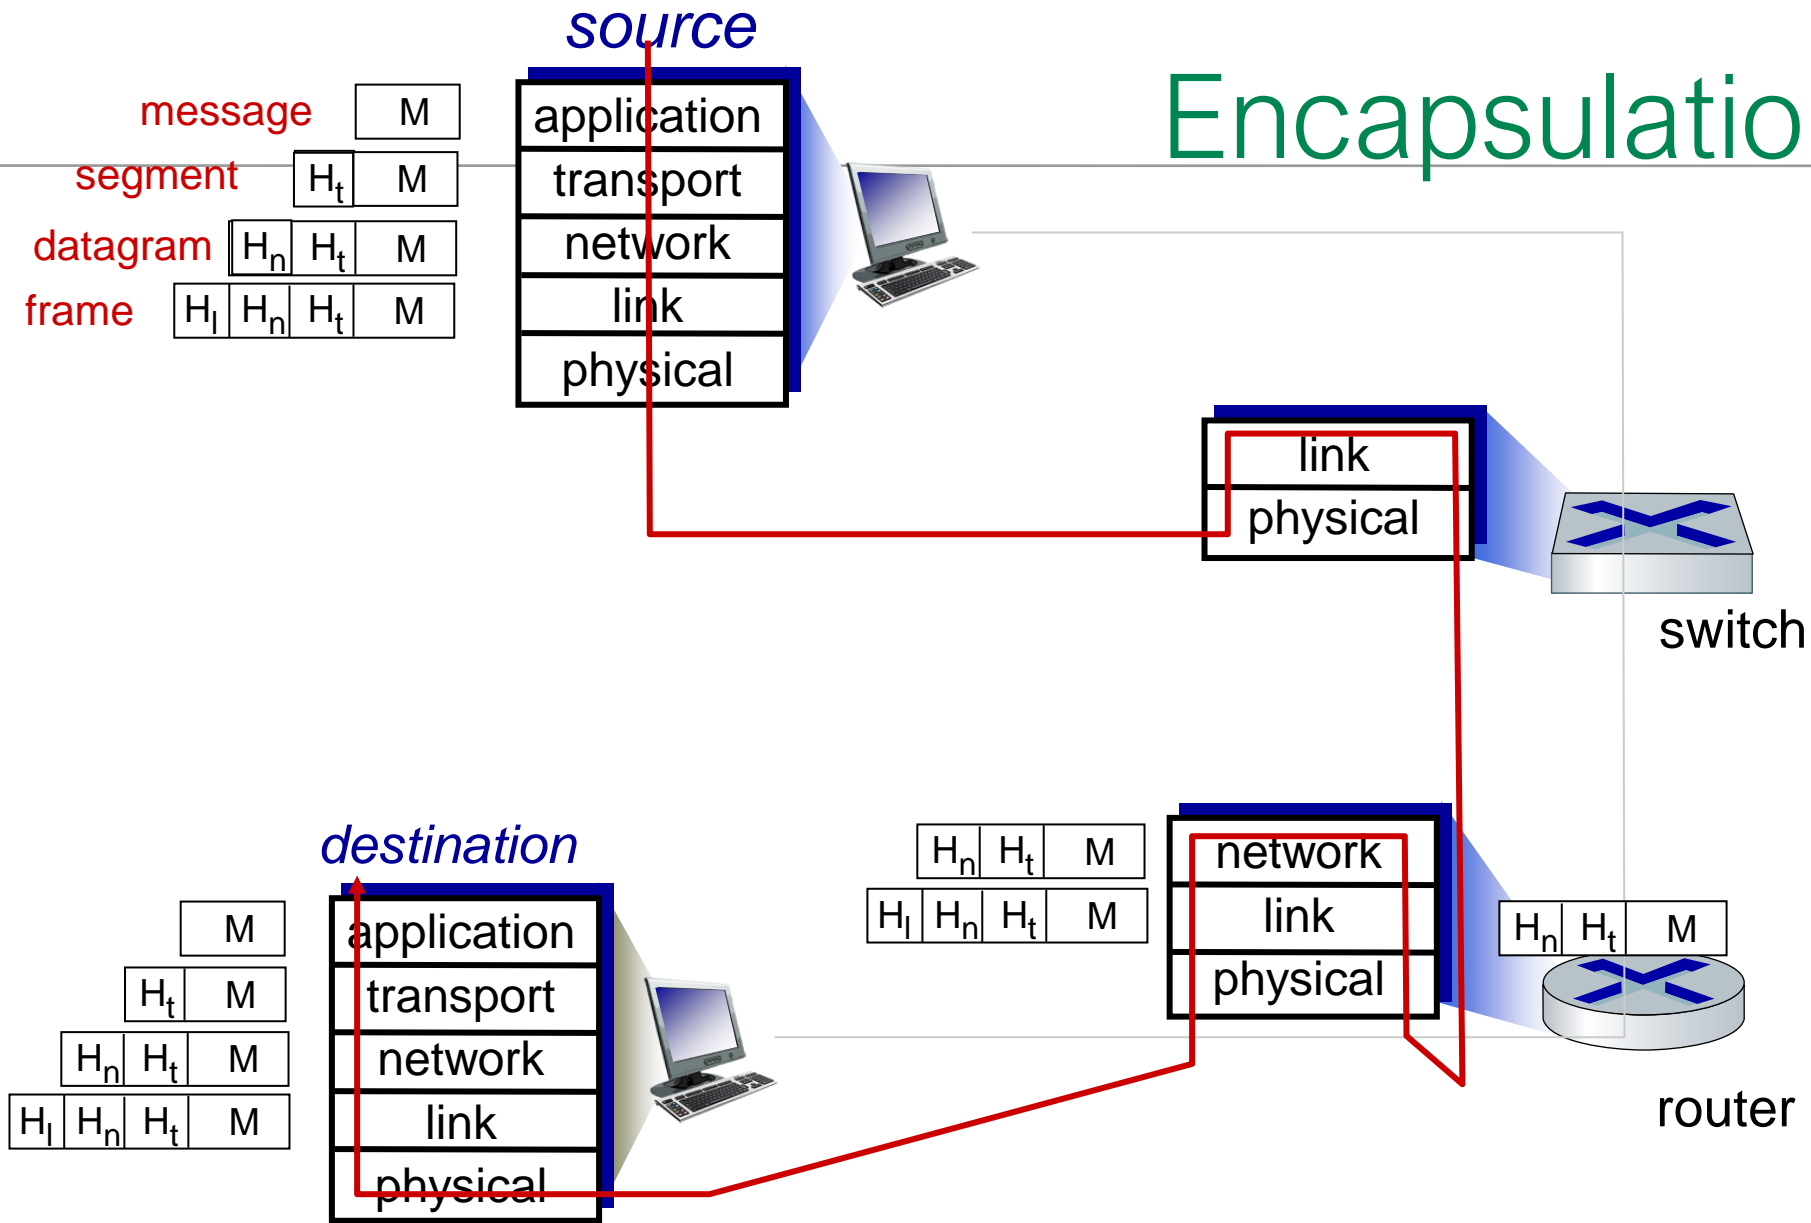 source
Encapsulatio
message M
segment Ht M
datagram Hn Ht M
frame Hl Hn Ht M
application
transport
network
link
physical
link
physical
switch
destination
M
Ht M
Hn Ht M
Hl Hn Ht M
application
transport
network
link
physical
Hn Ht M
Hl Hn Ht M
network
link
physical
Hn Ht M
router